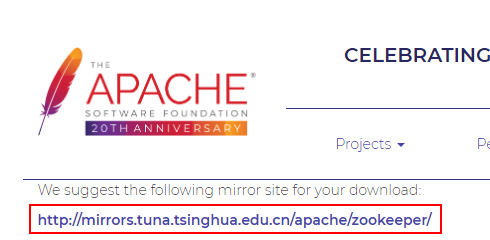 THE
APACHE®
SOFTWARE FOUNDATION
20TH ANNIVERSARY
CELEBRATING
Projects
Pe
We suggest the following mirror site for your download:
http://mirrors.tuna.tsinghua.edu.cn/apache/zookeeper/